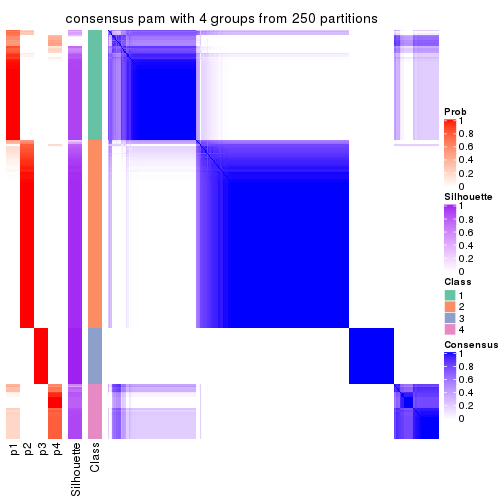 consensus pam with 4 groups from 250 partitions
Prob
1
0.8
0.6
0.4
0.2
0
Silhouette
1
0.8
0.6
0.4
0.2
0
Class
1
2
3
4
Consensus
1
0.8
0.6
0.4
0.2
0
p1
p2
p3
p4
Silhouette
Class